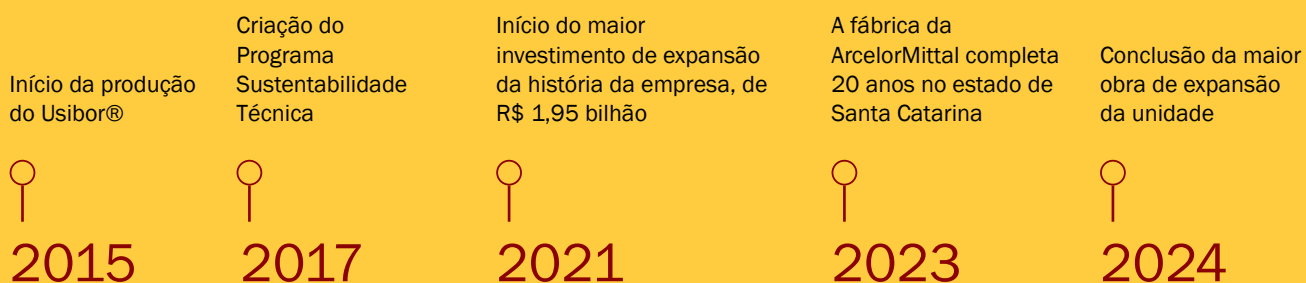 Início da produção
do Usibor®
2015
Criação do
Programa
Sustentabilidade
Técnica
2017
Início do maior
investimento de expansão
da história da empresa, de
R$ 1,95 bilhão
2021
A fábrica da
ArcelorMittal completa
20 anos no estado de
Santa Catarina
2023
Conclusão da maior
obra de expansão
da unidade
2024